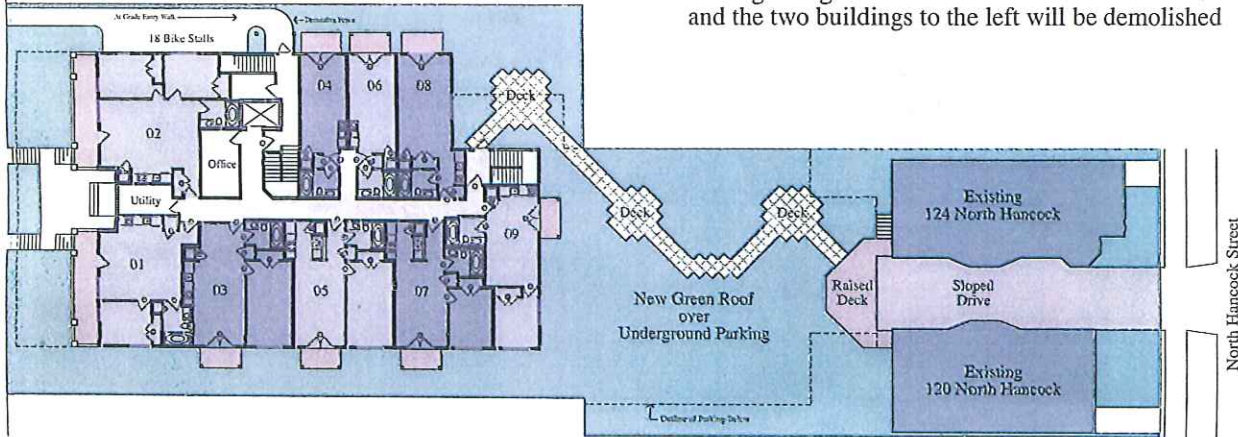 and the two buildings to the left will be demolished
At Grade Entry Walk
Decorative Fence
18 Bike Stalls
04
06
08
Deck
02
Office
Utility
09
Deck
Deck
Existing
124 North Hancock
01
03
05
07
New Green Roof
over
Underground Parking
Raised
Deck
Sloped
Drive
North Hancock Street
Existing
120 North Hancock
Outline of Parking Below